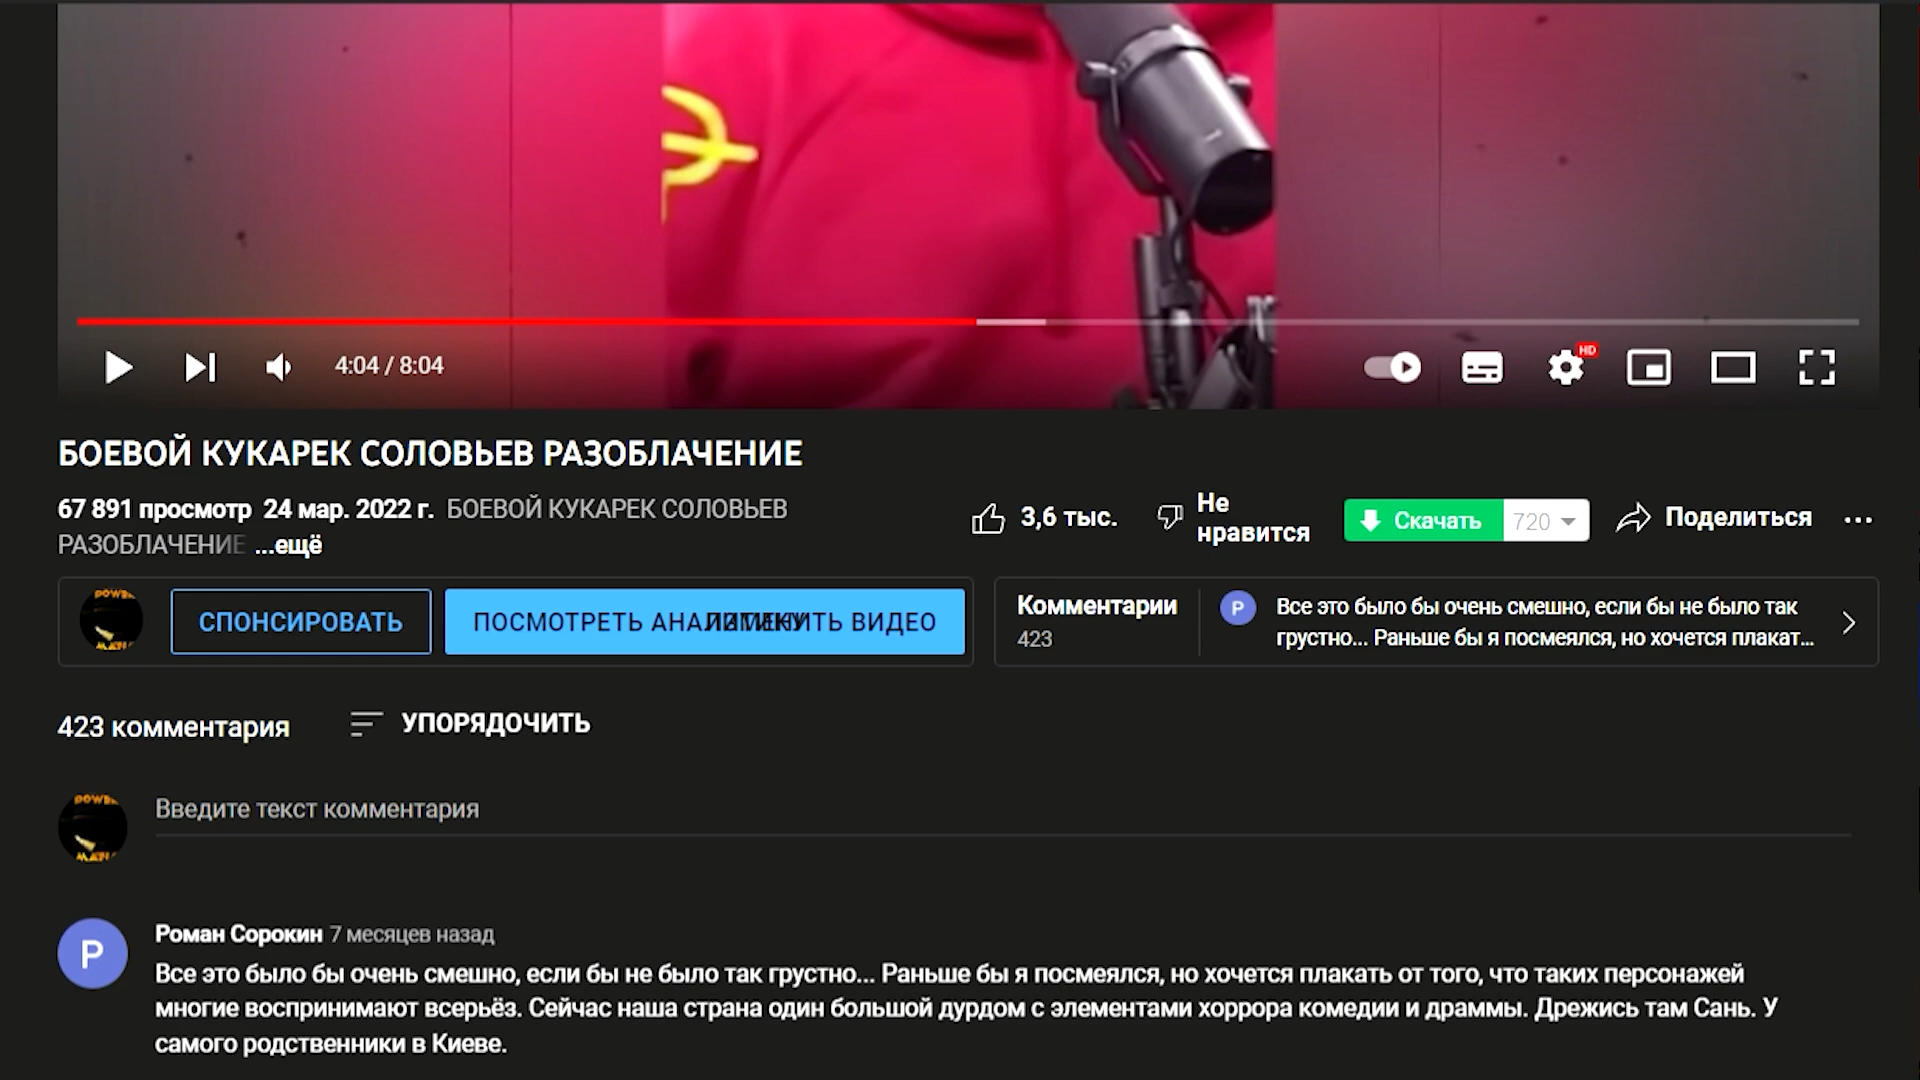 4:04 / 8:04
HD
БОЕВОЙ КУКАРЕК СОЛОВЬЕВ РАЗОБЛАЧЕНИЕ
67 891 просмотр 24 мар. 2022 г. БОЕВОЙ КУКАРЕК СОЛОВЬЕВ
РАЗОБЛАЧЕНИЕ ...ещё
3,6 тыс.
Не
нравится
Скачать 720
Поделиться
СПОНСИРОВАТЬ
ПОСМОТРЕТЬ ВИДЕО
Комментарии
423
Р
Все это было бы очень смешно, если бы не было так
грустно... Раньше бы я посмеялся, но хочется плакат...
423 комментария
УПОРЯДОЧИТЬ
POWE
Введите текст комментария
Р
Роман Сорокин 7 месяцев назад
Все это было бы очень смешно, если бы не было так грустно... Раньше бы я посмеялся, но хочется плакать от того, что таких персонажей
многие воспринимают всерьёз. Сейчас наша страна один большой дурдом с элементами хоррора комедии и драммы. Дрежись там Сань. У
самого родственники в Киеве.